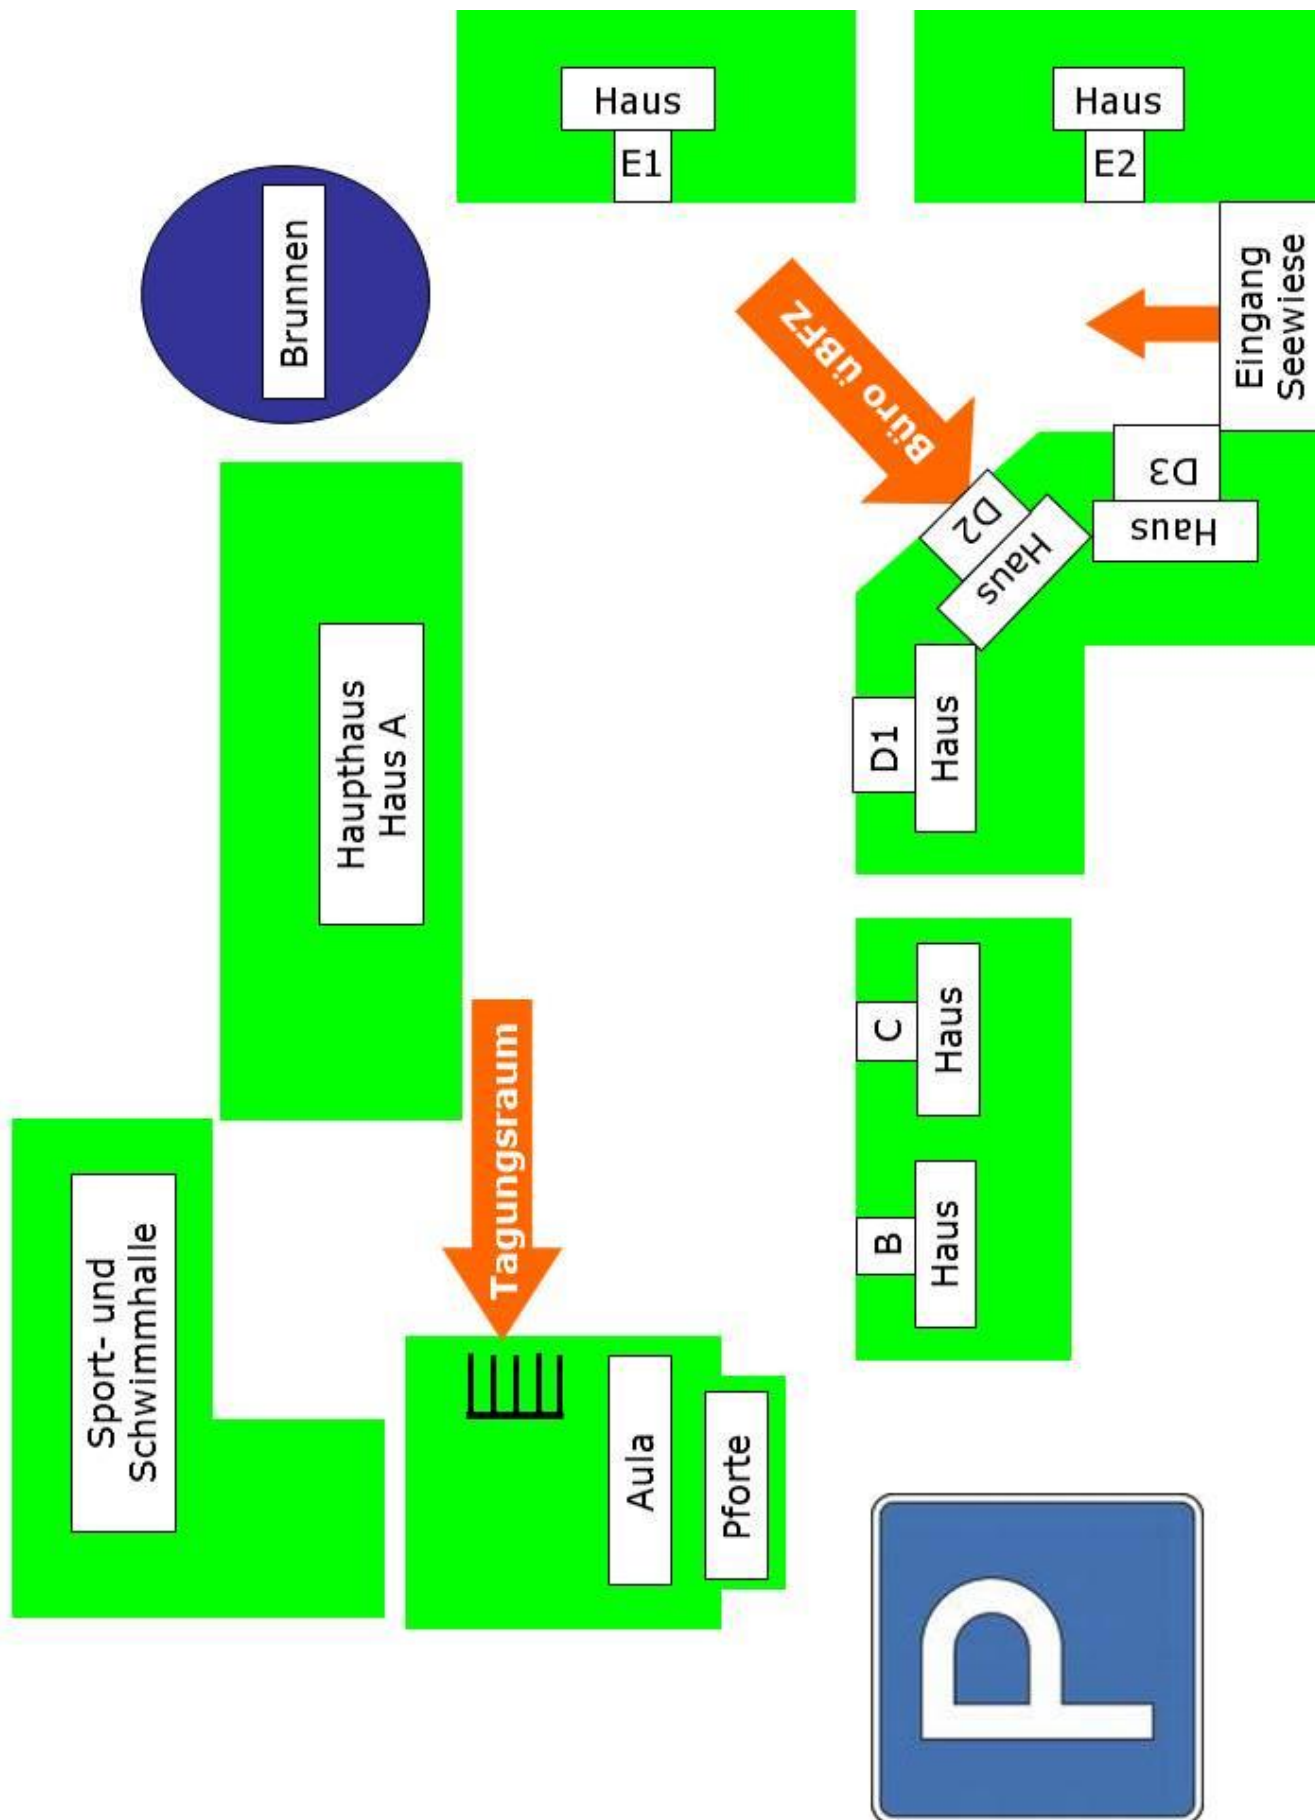 Haus
E1
Haus
E2
Brunnen
Eingang
Seewiese
Büro üBFZ
D3
Haus
D2
Haus
D1
Haus
Haupthaus
Haus A
C
Haus
Tagungsraum
B
Haus
Sport- und
Schwimmhalle
Aula
Pforte
P